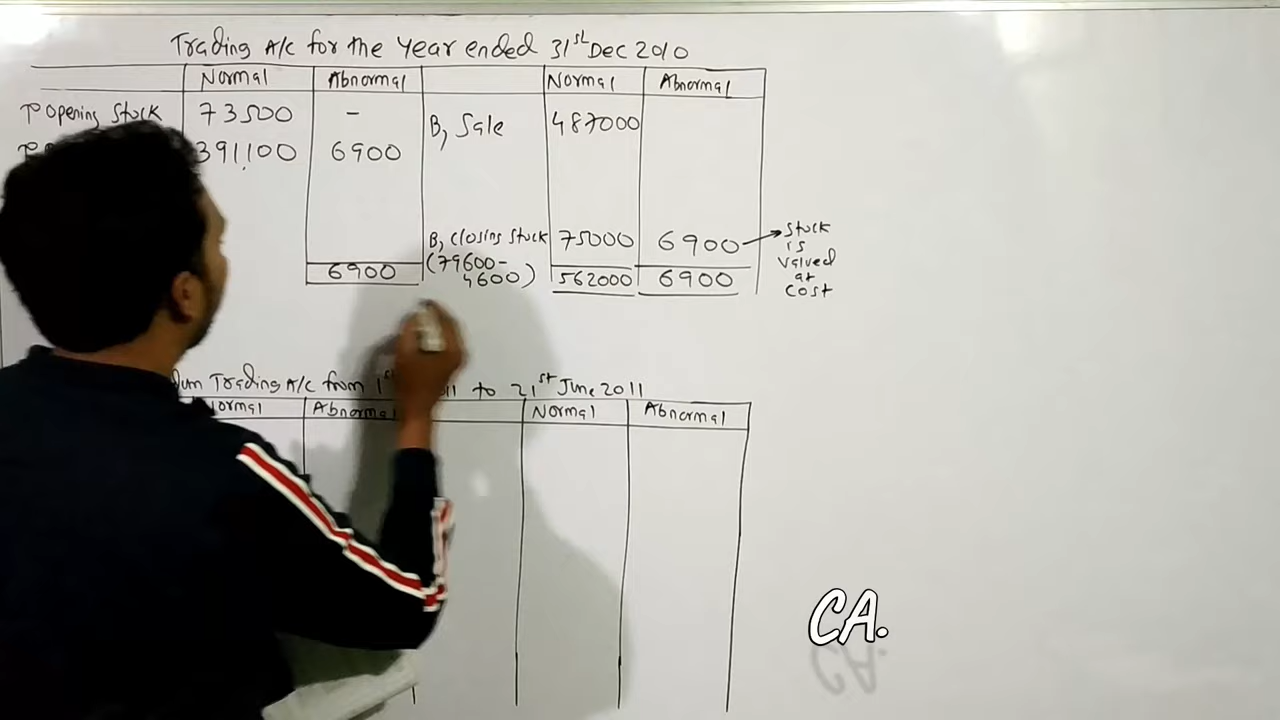 Trading A/C for the Year ended 31st Dec 2010
Normal Abnormal Normal Abnormal
To Opening Stock 73500 - By Sale 487000
391100 6900
By Closing Stock 75000 6900 Stock is valued at cost
(79600-4600)
6900 562000 6900
Trading A/C from 1st 2011 to 21st June 2011
Normal Abnormal Normal Abnormal
CA.